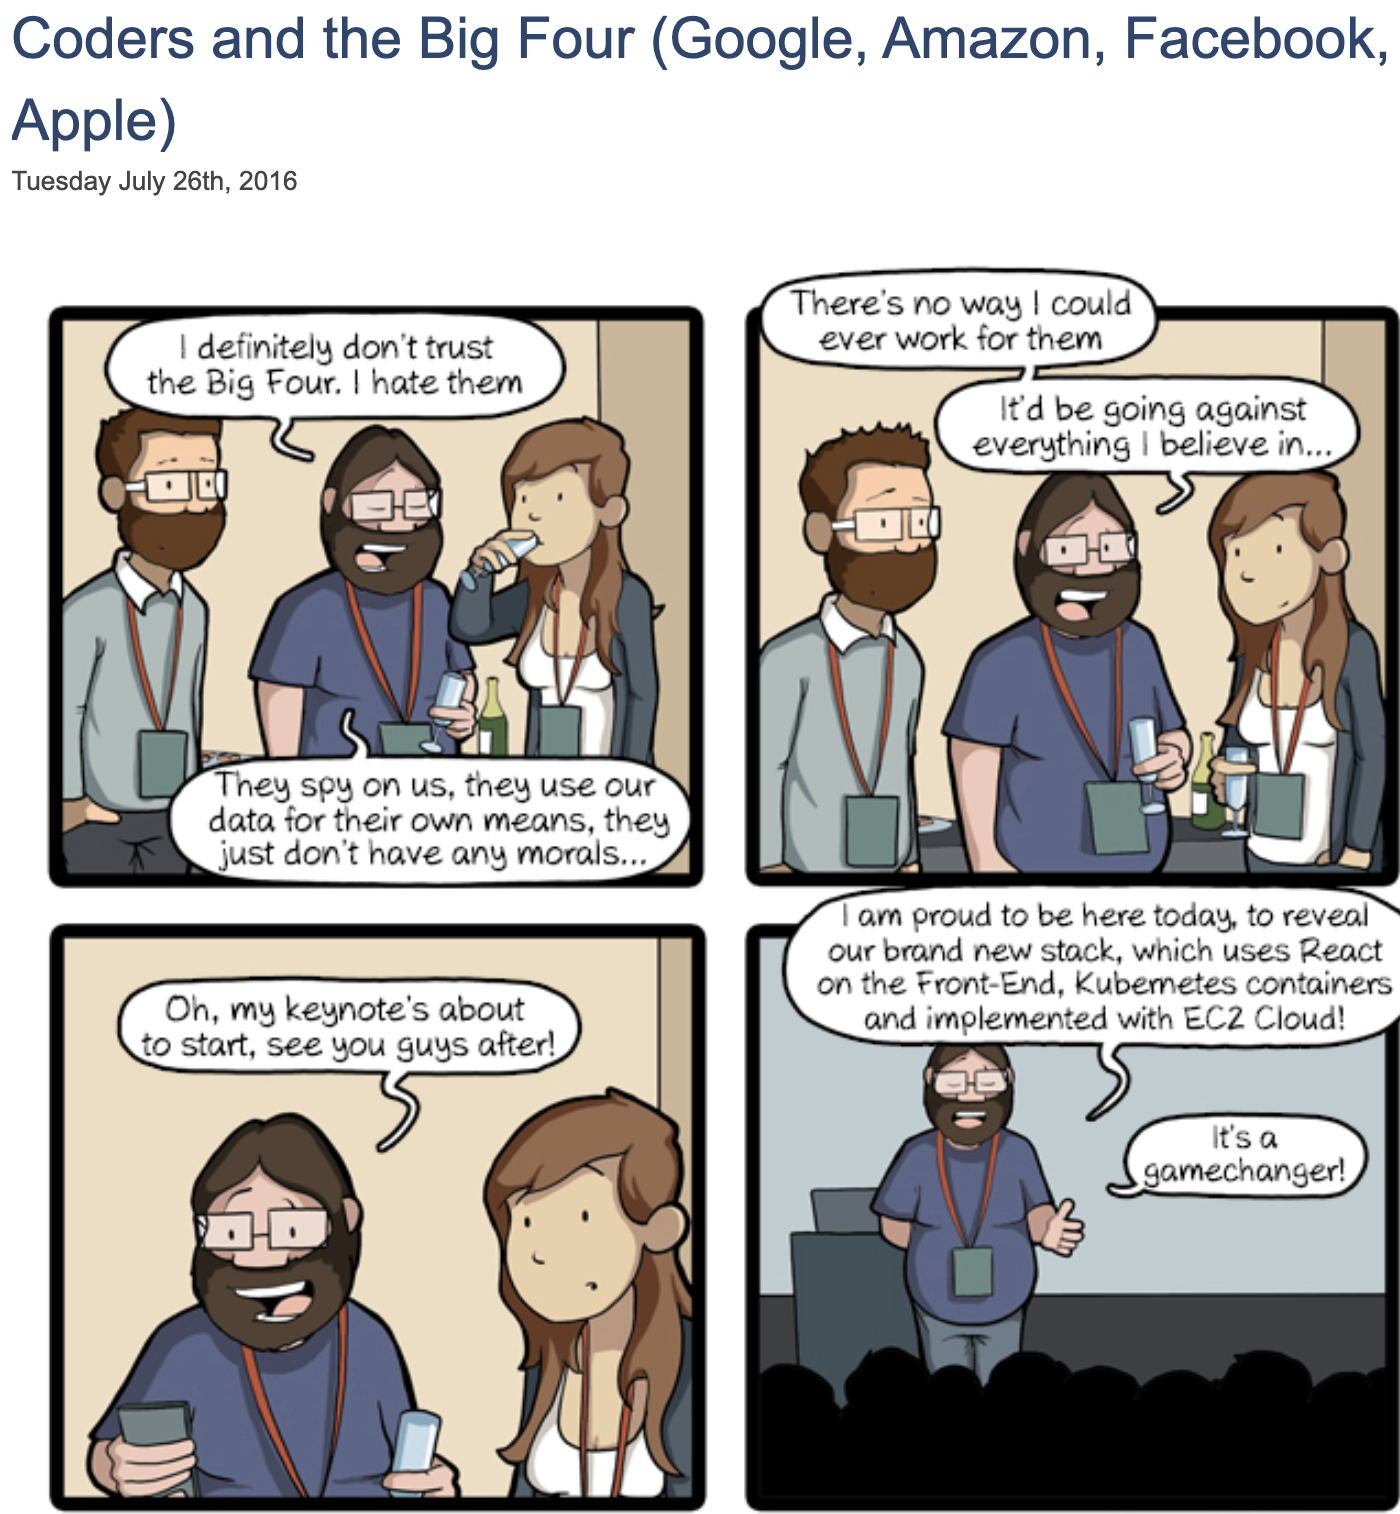 Coders and the Big Four (Google, Amazon, Facebook,
Apple)
Tuesday July 26th, 2016
I definitely don't trust
the Big Four. I hate them
They spy on us, they use our
data for their own means, they
just don't have any morals...
There's no way I could
ever work for them
It'd be going against
everything I believe in...
Oh, my keynote's about
to start, see you guys after!
I am proud to be here today, to reveal
our brand new stack, which uses React
on the Front-End, Kubernetes containers
and implemented with EC2 Cloud!
It's a
gamechanger!